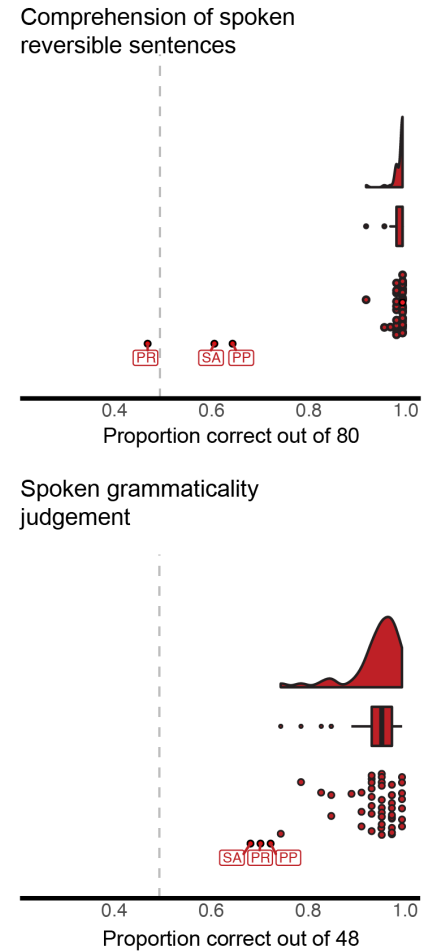 Comprehension of spoken
reversible sentences
PR SA PP
0.4 0.6 0.8 1.0
Proportion correct out of 80
Spoken grammaticality
judgement
SA PR PP
0.4 0.6 0.8 1.0
Proportion correct out of 48